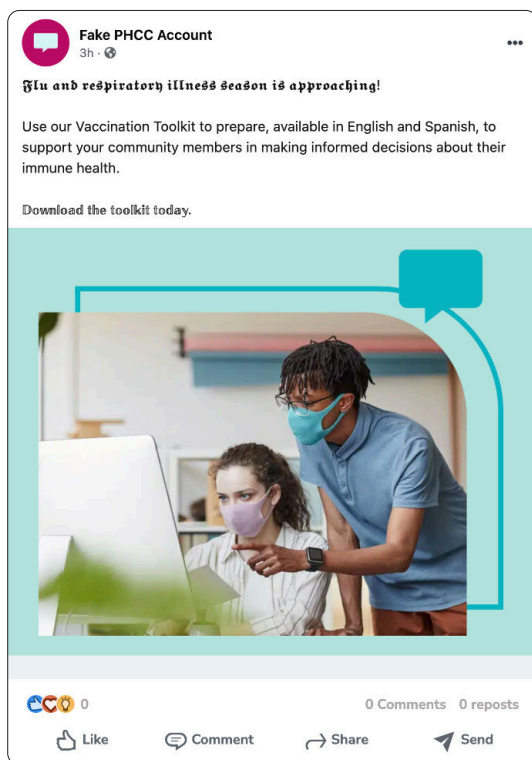 Fake PHCC Account
3h ·
𝕱𝖑𝖚 𝖆𝖓𝖉 𝖗𝖊𝖘𝖕𝖎𝖗𝖆𝖙𝖔𝖗𝖞 𝖎𝖑𝖑𝖓𝖊𝖘𝖘 𝖘𝖊𝖆𝖘𝖔𝖓 𝖎𝖘 𝖆𝖕𝖕𝖗𝖔𝖆𝖈𝖍𝖎𝖓𝖌!
Use our Vaccination Toolkit to prepare, available in English and Spanish, to
support your community members in making informed decisions about their
immune health.
𝔻𝕠𝕨𝕟𝕝𝕠𝕒𝕕 𝕥𝕙𝕖 𝕥𝕠𝕠𝕝𝕜𝕚𝕥 𝕥𝕠𝕕𝕒𝕪.
0
0 Comments 0 reposts
Like Comment Share Send